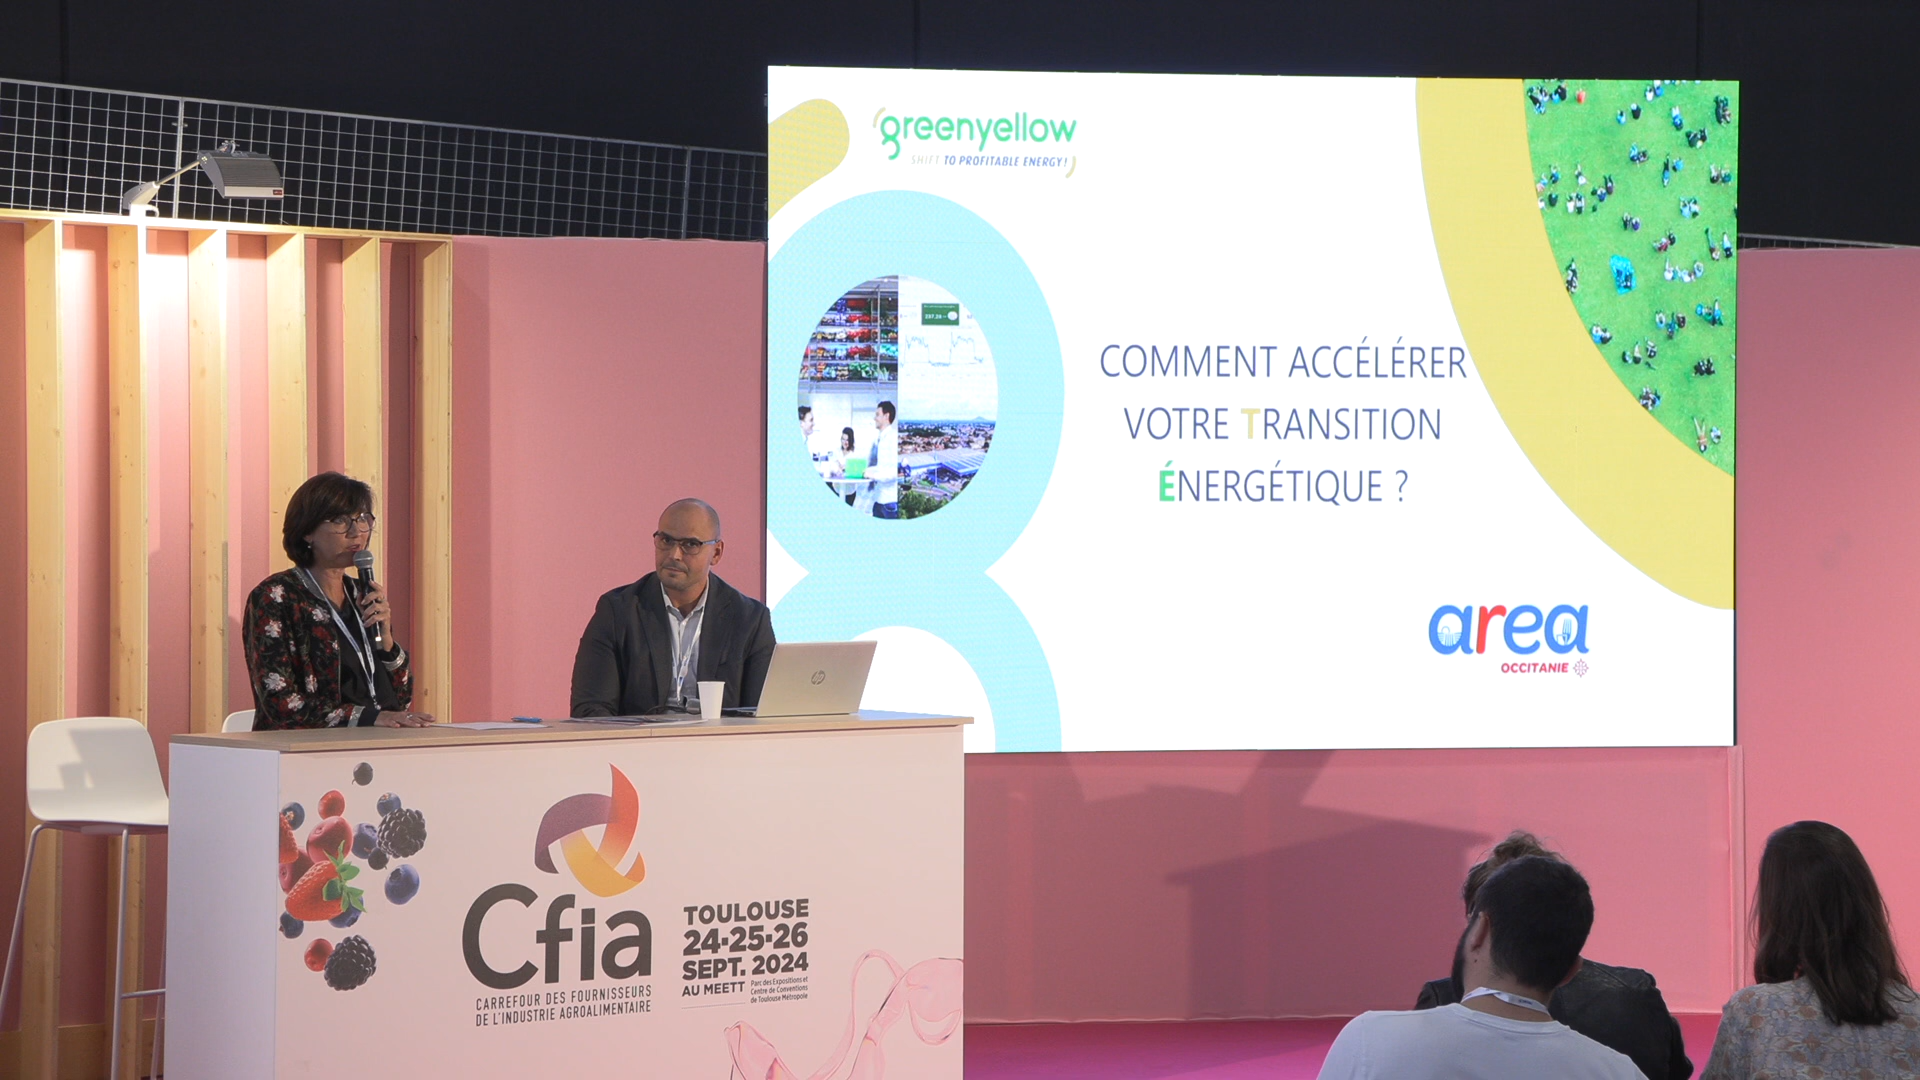 greenyellow
SHIFT TO PROFITABLE ENERGY!
COMMENT ACCÉLÉRER
VOTRE TRANSITION
ÉNERGÉTIQUE ?
area
OCCITANIE
hp
Cfia
CARREFOUR DES FOURNISSEURS
DE L'INDUSTRIE AGROALIMENTAIRE
TOULOUSE
24•25•26
SEPT. 2024
AU MEETT
Parc des Expositions et
Centre de Conventions
de Toulouse Métropole